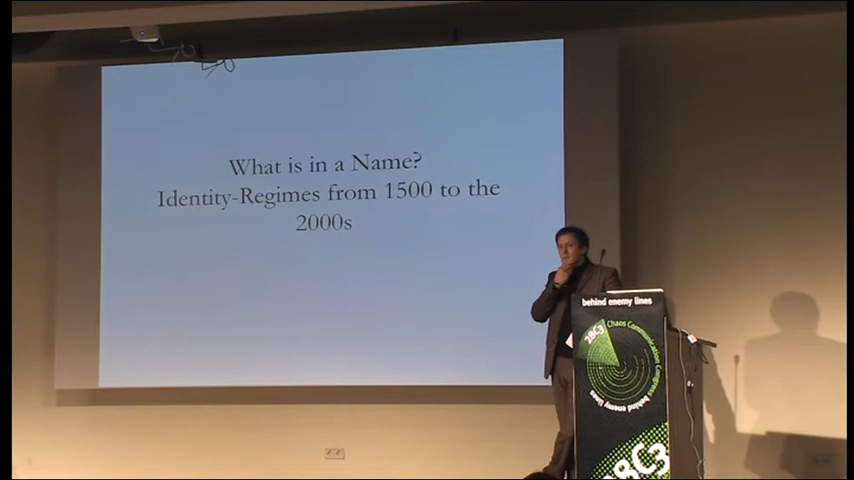 What is in a Name?
Identity-Regimes from 1500 to the
2000s
behind enemy lines
28C3
Chaos Communication Congress
behind enemy lines
28C3